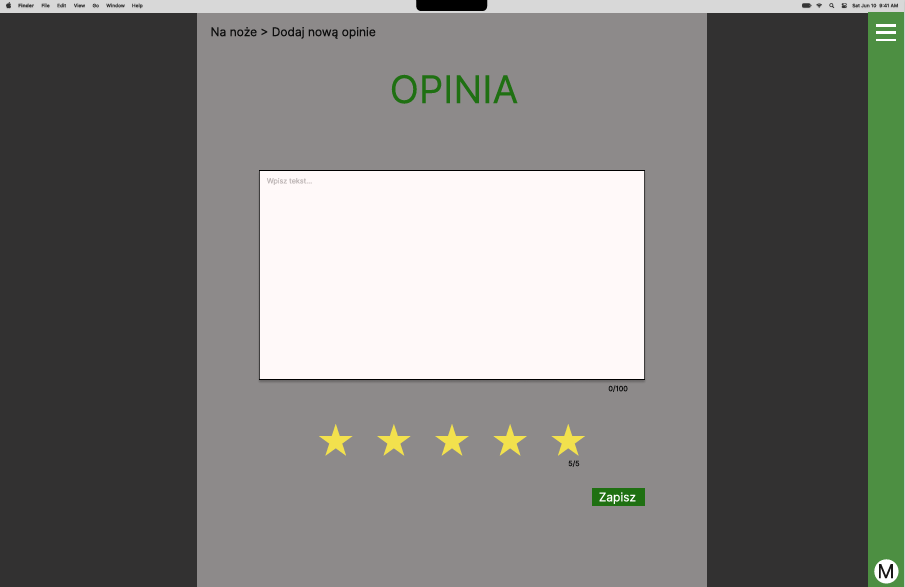 Finder File Edit View Go Window Help
Sat Jun 10 9:41 AM
Na noże > Dodaj nową opinie
OPINIA
Wpisz tekst...
0/100
5/5
Zapisz
M